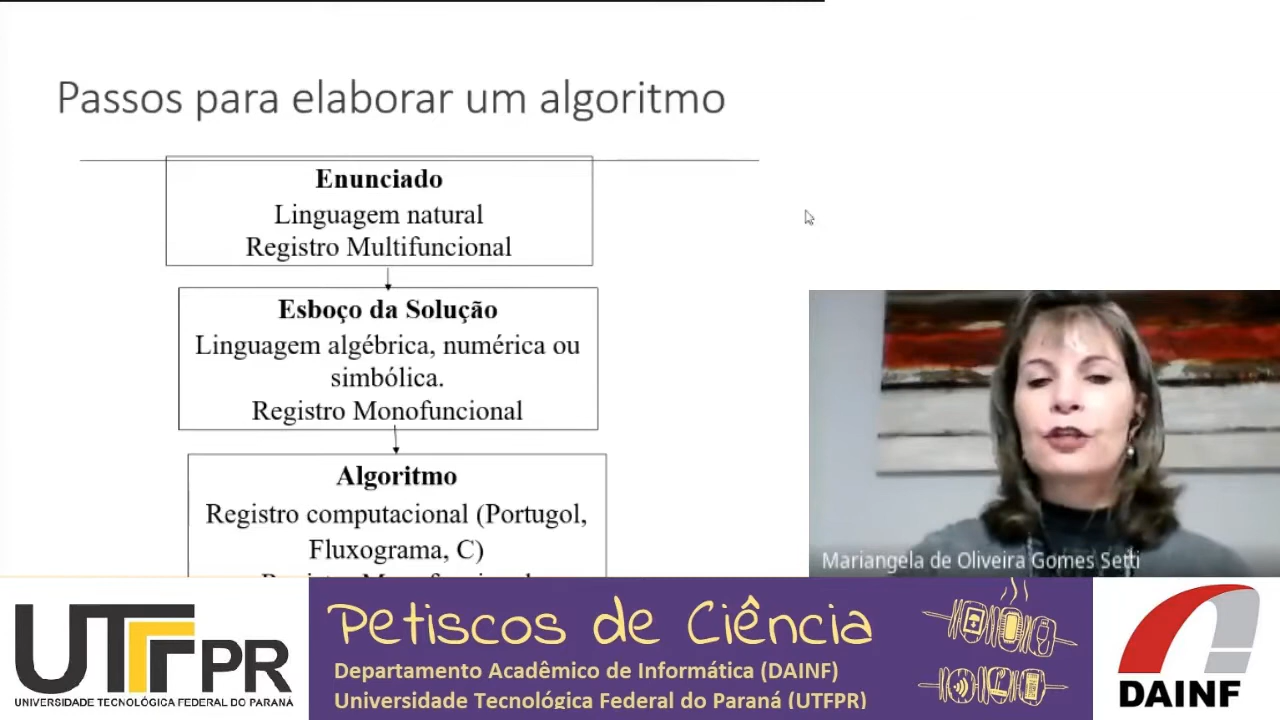 Passos para elaborar um algoritmo
Enunciado
Linguagem natural
Registro Multifuncional
Esboço da Solução
Linguagem algébrica, numérica ou
simbólica.
Registro Monofuncional
Algoritmo
Registro computacional (Portugol,
Fluxograma, C)
Mariangela de Oliveira Gomes Setti
UTFPR
UNIVERSIDADE TECNOLÓGICA FEDERAL DO PARANÁ
Petiscos de Ciência
Departamento Acadêmico de Informática (DAINF)
Universidade Tecnológica Federal do Paraná (UTFPR)
DAINF